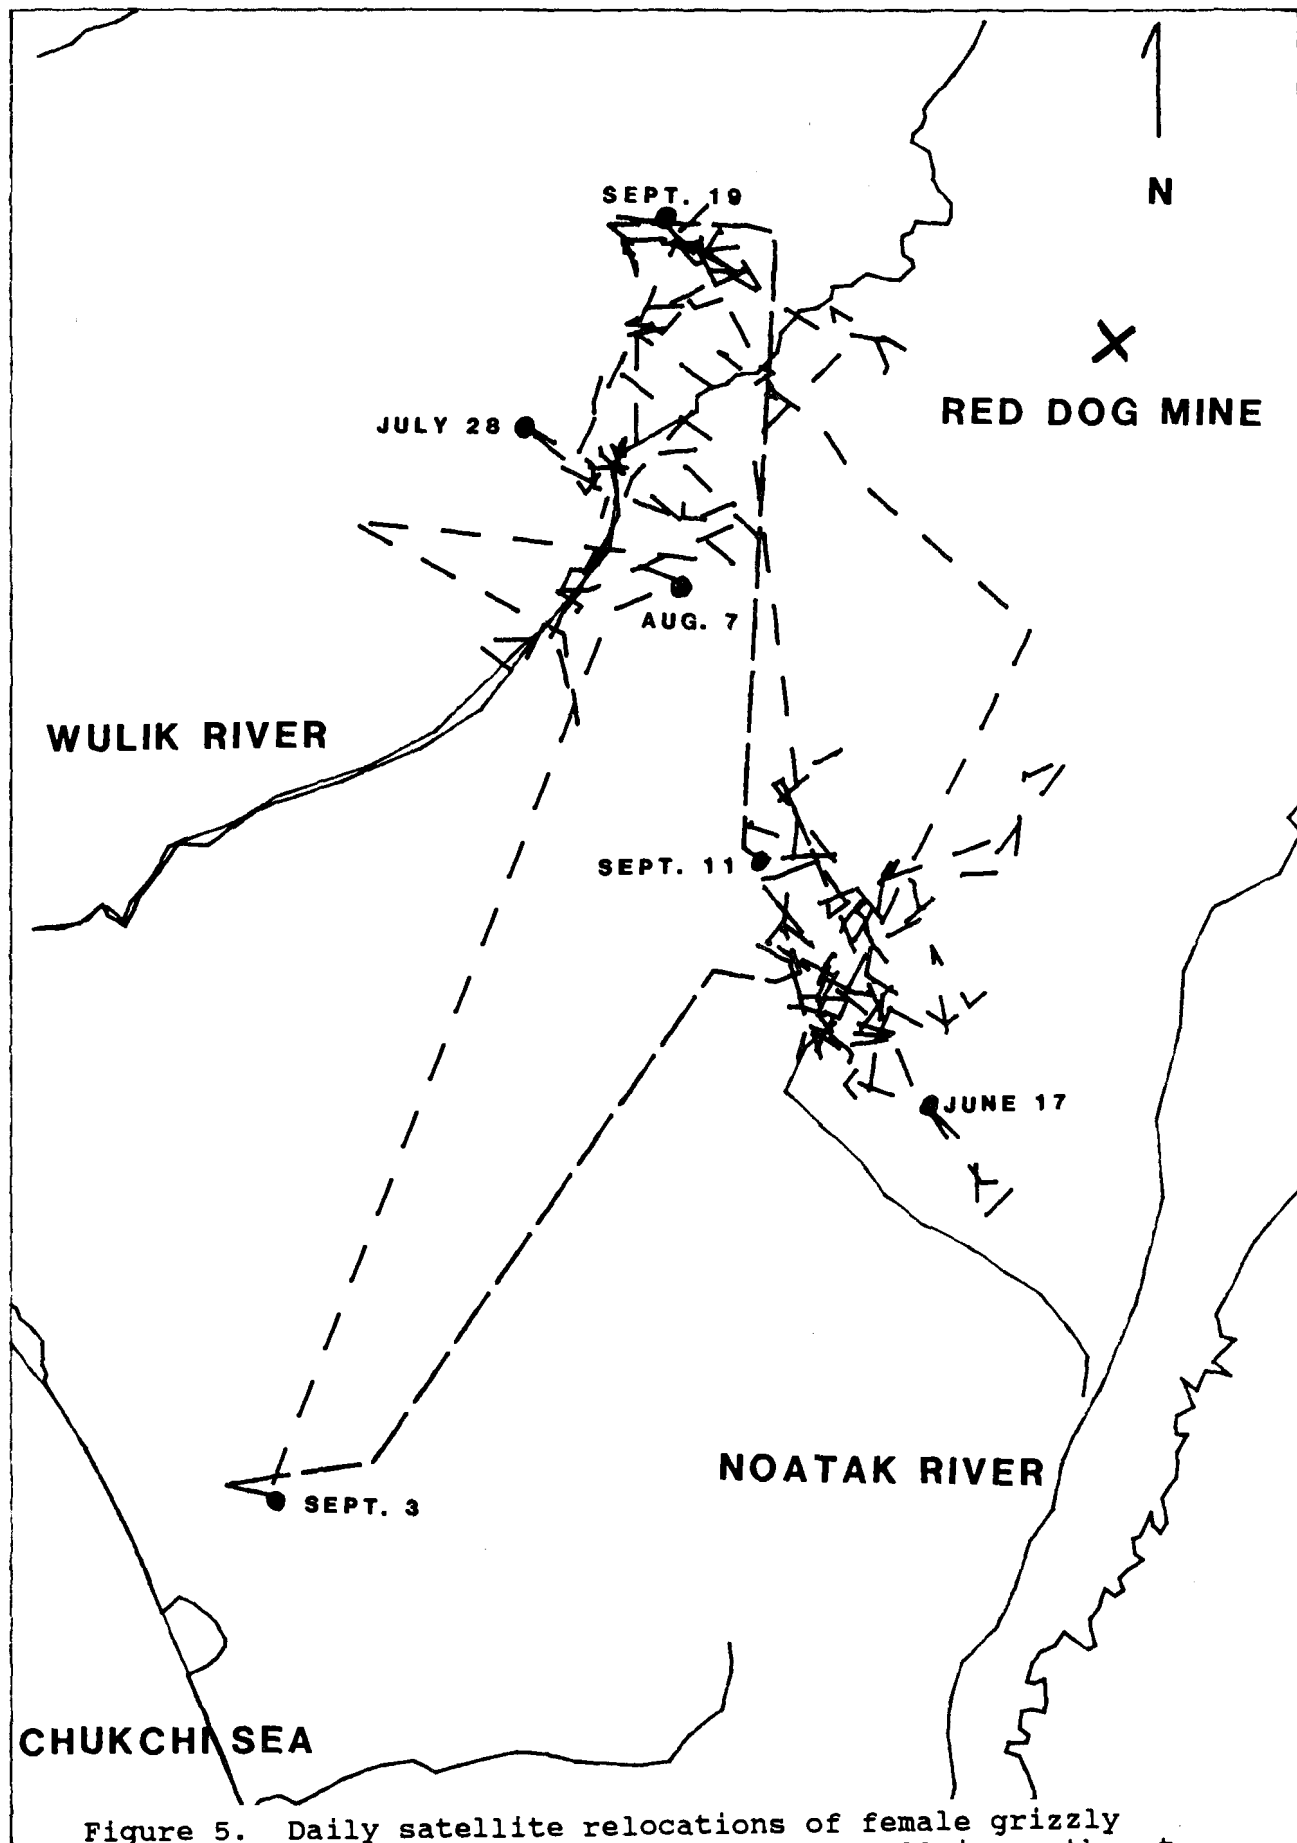 N
SEPT. 19
RED DOG MINE
JULY 28
AUG. 7
WULIK RIVER
SEPT. 11
JUNE 17
NOATAK RIVER
SEPT. 3
CHUKCHI SEA
Figure 5. Daily satellite relocations of female grizzly